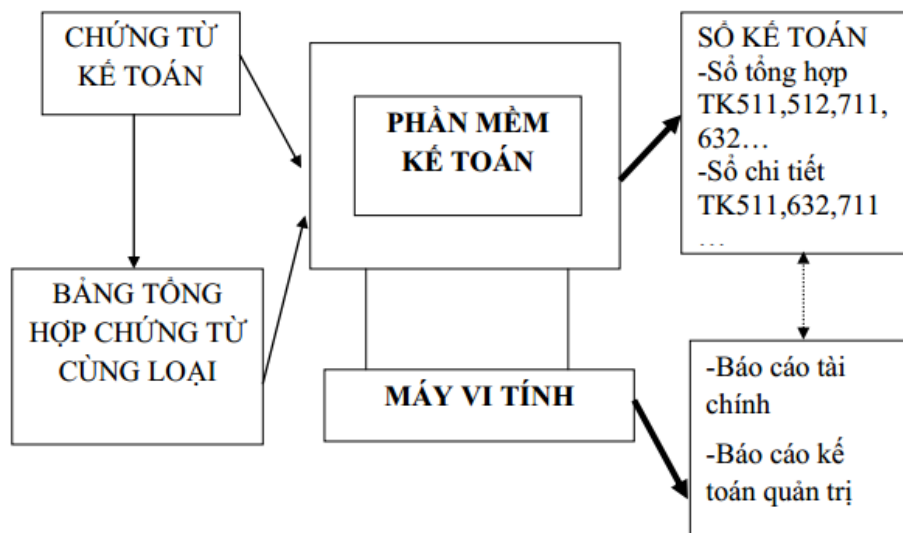 CHỨNG TỪ
KẾ TOÁN
BẢNG TỔNG
HỢP CHỨNG TỪ
CÙNG LOẠI
PHẦN MỀM
KẾ TOÁN
MÁY VI TÍNH
SỔ KẾ TOÁN
-Sổ tổng hợp
TK511,512,711,
632…
-Sổ chi tiết
TK511,632,711
…
-Báo cáo tài
chính
-Báo cáo kế
toán quản trị